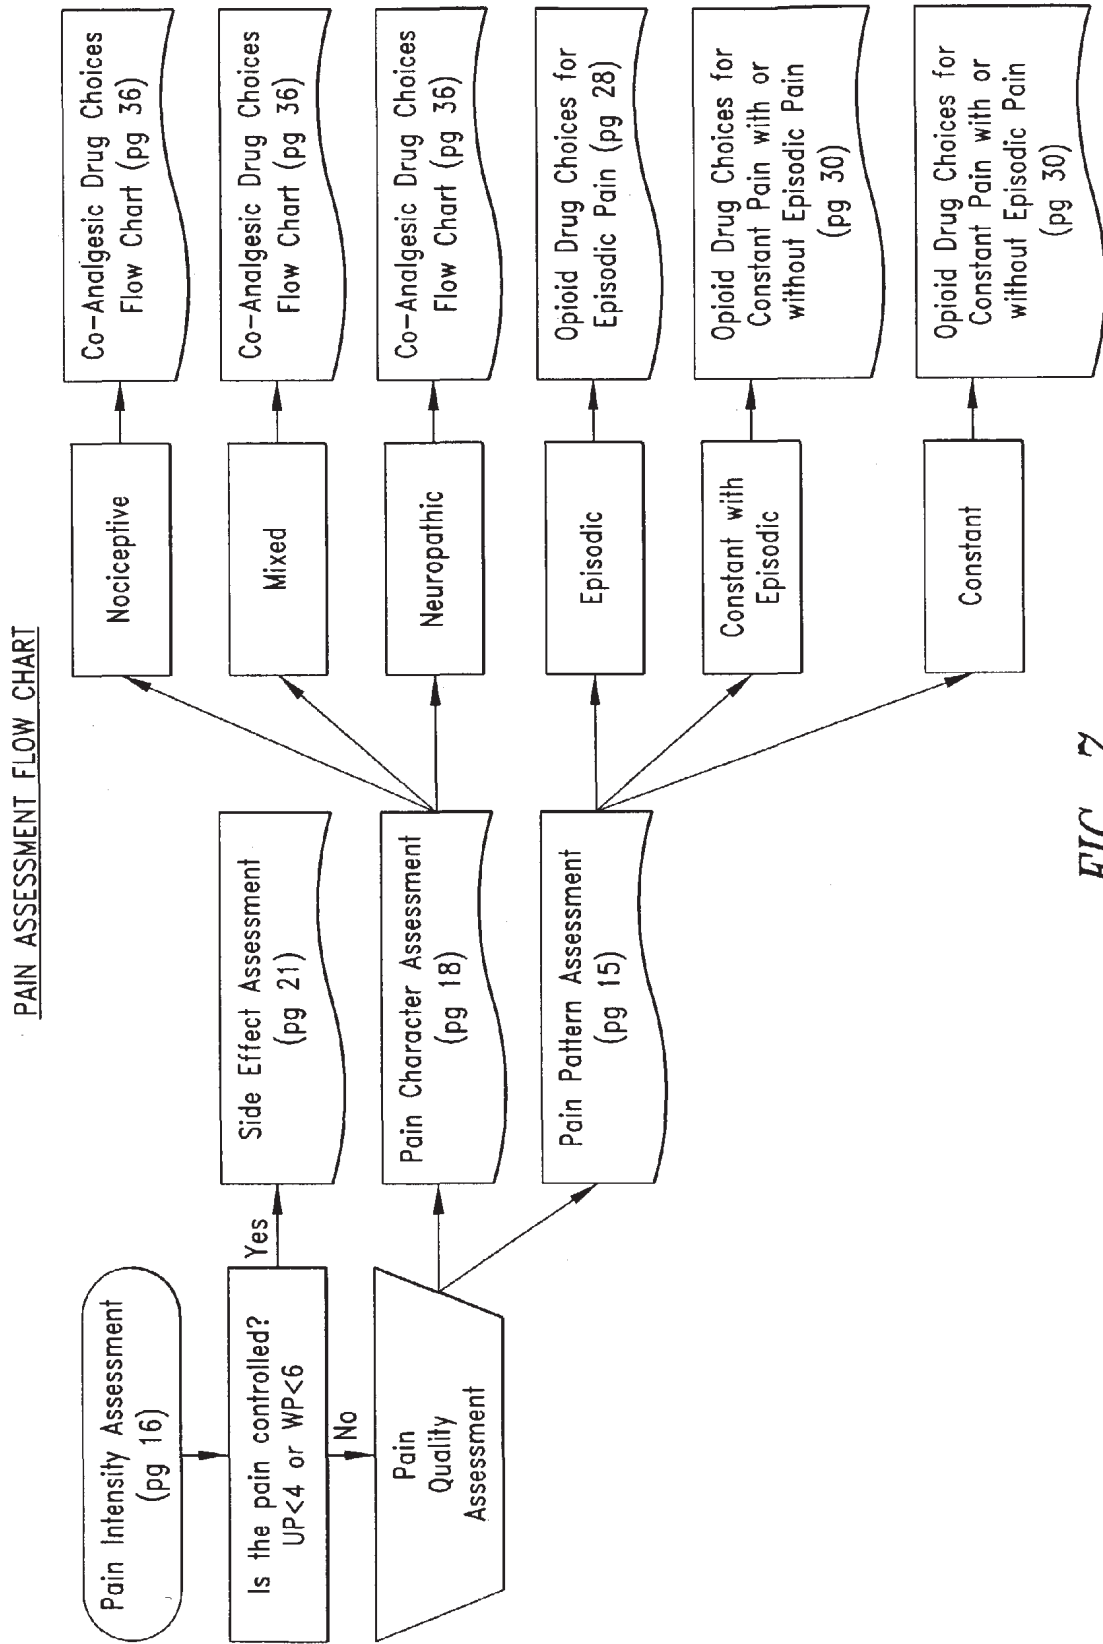 PAIN ASSESSMENT FLOW CHART
Pain Intensity Assessment
(pg 16)
Is the pain controlled?
UP<4 or WP<6
Yes
No
Side Effect Assessment
(pg 21)
Pain
Quality
Assessment
Pain Character Assessment
(pg 18)
Pain Pattern Assessment
(pg 15)
Nociceptive
Co-Analgesic Drug Choices
Flow Chart (pg 36)
Mixed
Co-Analgesic Drug Choices
Flow Chart (pg 36)
Neuropathic
Co-Analgesic Drug Choices
Flow Chart (pg 36)
Episodic
Opioid Drug Choices for
Episodic Pain (pg 28)
Constant with
Episodic
Opioid Drug Choices for
Constant Pain with or
without Episodic Pain
(pg 30)
Constant
Opioid Drug Choices for
Constant Pain with or
without Episodic Pain
(pg 30)
FIG. 7